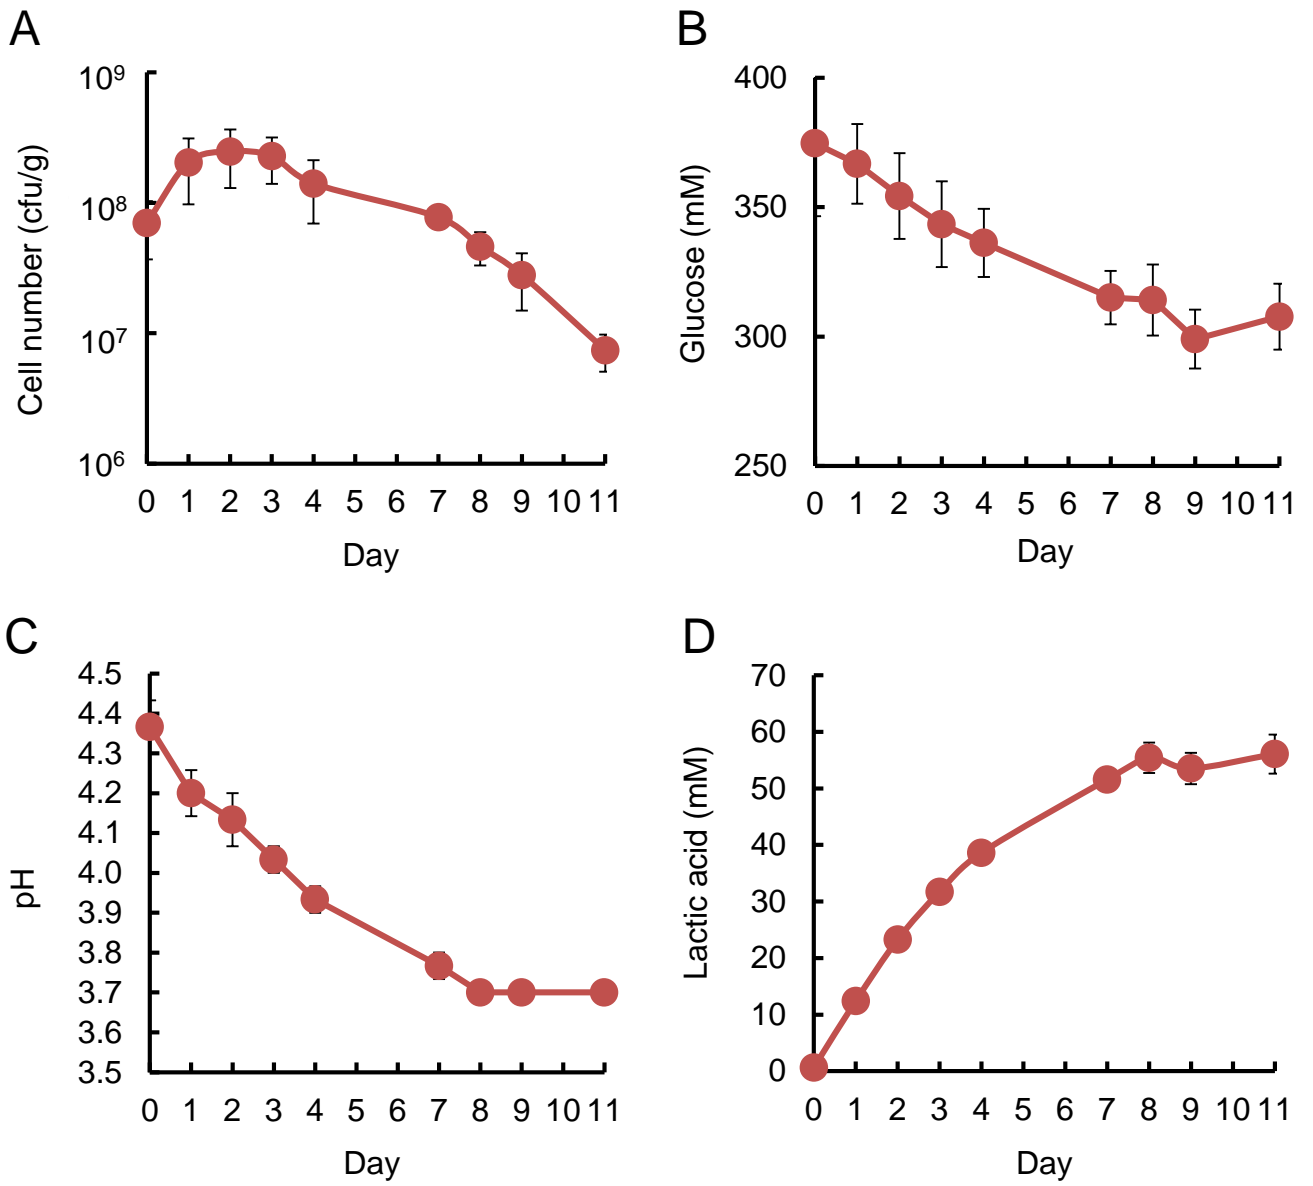 A
10⁹
10⁸
10⁷
10⁶
Cell number (cfu/g)
0 1 2 3 4 5 6 7 8 9 10 11
Day
B
400
350
300
250
Glucose (mM)
0 1 2 3 4 5 6 7 8 9 10 11
Day
C
4.5
4.4
4.3
4.2
4.1
4.0
3.9
3.8
3.7
3.6
3.5
pH
0 1 2 3 4 5 6 7 8 9 10 11
Day
D
70
60
50
40
30
20
10
0
Lactic acid (mM)
0 1 2 3 4 5 6 7 8 9 10 11
Day